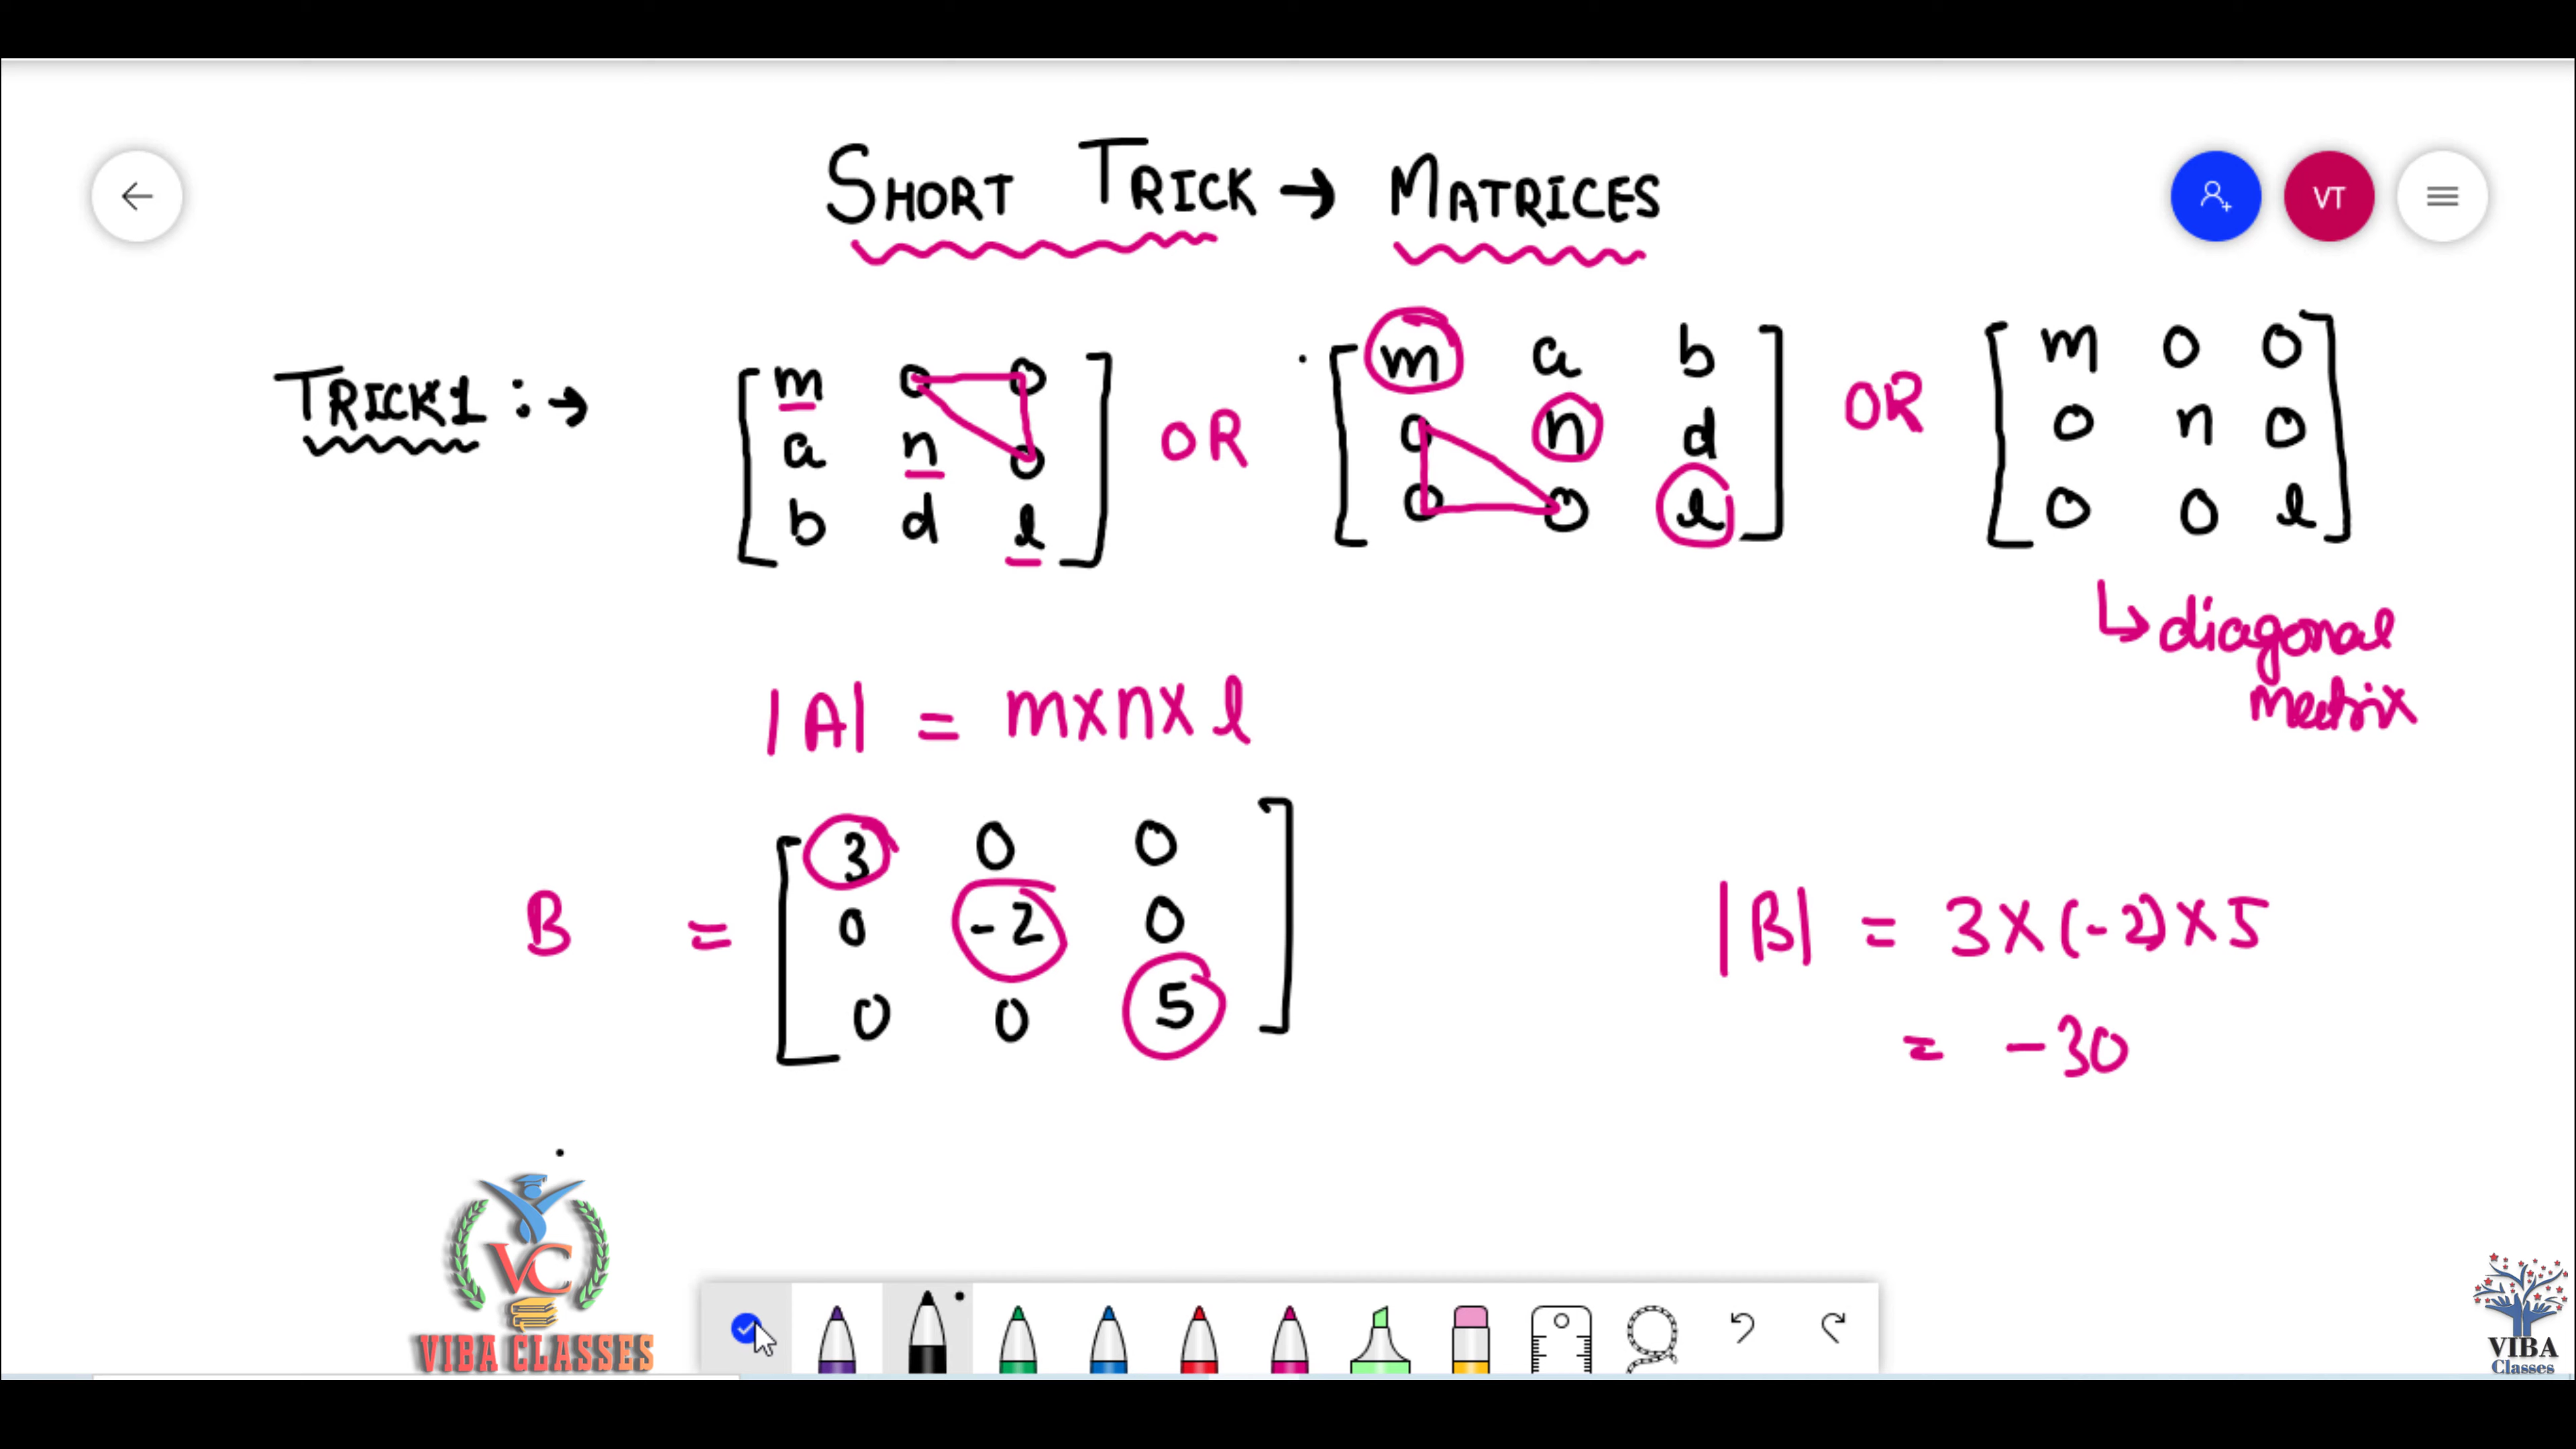 SHORT TRICK → MATRICES
VT
TRICK1 :→
[ m 0 0 ] OR [ m a b ] OR [ m 0 0 ]
[ a n 0 ] [ 0 n d ] [ 0 n 0 ]
[ b d l ] [ 0 0 l ] [ 0 0 l ]
↳ diagonal
matrix
|A| = m×n×l
B = [ 3 0 0 ]
[ 0 -2 0 ]
[ 0 0 5 ]
|B| = 3×(-2)×5
= -30
VC
VIBA CLASSES
VIBA
Classes